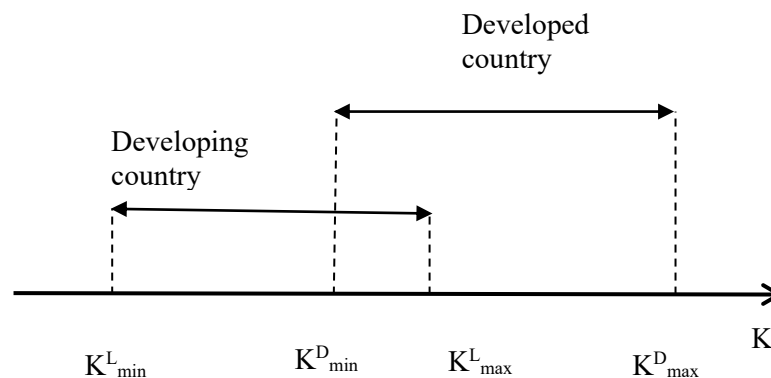 Developed
country
Developing
country
K
K^L_min
K^D_min
K^L_max
K^D_max